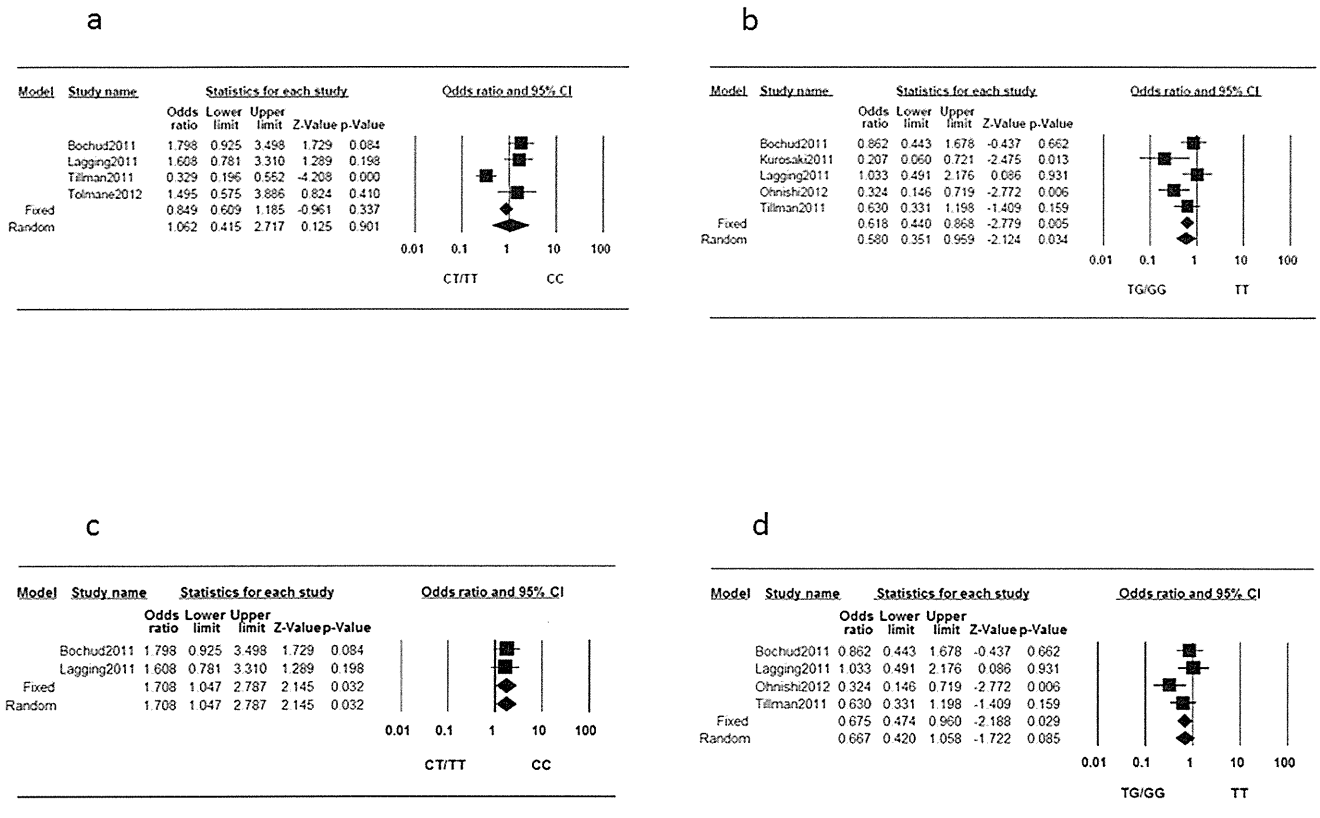 a
Model Study name Statistics for each study Odds ratio and 95% CI
Odds Lower Upper
ratio limit limit Z-Value p-Value
Bochud2011 1.798 0.925 3.498 1.729 0.084
Lagging2011 1.608 0.781 3.310 1.289 0.198
Tillman2011 0.329 0.196 0.552 -4.208 0.000
Tolmane2012 1.495 0.575 3.886 0.824 0.410
Fixed 0.849 0.609 1.185 -0.961 0.337
Random 1.062 0.415 2.717 0.125 0.901
0.01 0.1 1 10 100
CT/TT CC
b
Model Study name Statistics for each study Odds ratio and 95% CI
Odds Lower Upper
ratio limit limit Z-Value p-Value
Bochud2011 0.862 0.443 1.678 -0.437 0.662
Kurosaki2011 0.207 0.060 0.721 -2.475 0.013
Lagging2011 1.033 0.491 2.176 0.086 0.931
Ohnishi2012 0.324 0.146 0.719 -2.772 0.006
Tillman2011 0.630 0.331 1.198 -1.409 0.159
Fixed 0.618 0.440 0.868 -2.779 0.005
Random 0.580 0.351 0.959 -2.124 0.034
0.01 0.1 1 10 100
TG/GG TT
c
Model Study name Statistics for each study Odds ratio and 95% CI
Odds Lower Upper
ratio limit limit Z-Value p-Value
Bochud2011 1.798 0.925 3.498 1.729 0.084
Lagging2011 1.608 0.781 3.310 1.289 0.198
Fixed 1.708 1.047 2.787 2.145 0.032
Random 1.708 1.047 2.787 2.145 0.032
0.01 0.1 1 10 100
CT/TT CC
d
Model Study name Statistics for each study Odds ratio and 95% CI
Odds Lower Upper
ratio limit limit Z-Value p-Value
Bochud2011 0.862 0.443 1.678 -0.437 0.662
Lagging2011 1.033 0.491 2.176 0.086 0.931
Ohnishi2012 0.324 0.146 0.719 -2.772 0.006
Tillman2011 0.630 0.331 1.198 -1.409 0.159
Fixed 0.675 0.474 0.960 -2.188 0.029
Random 0.667 0.420 1.058 -1.722 0.085
0.01 0.1 1 10 100
TG/GG TT